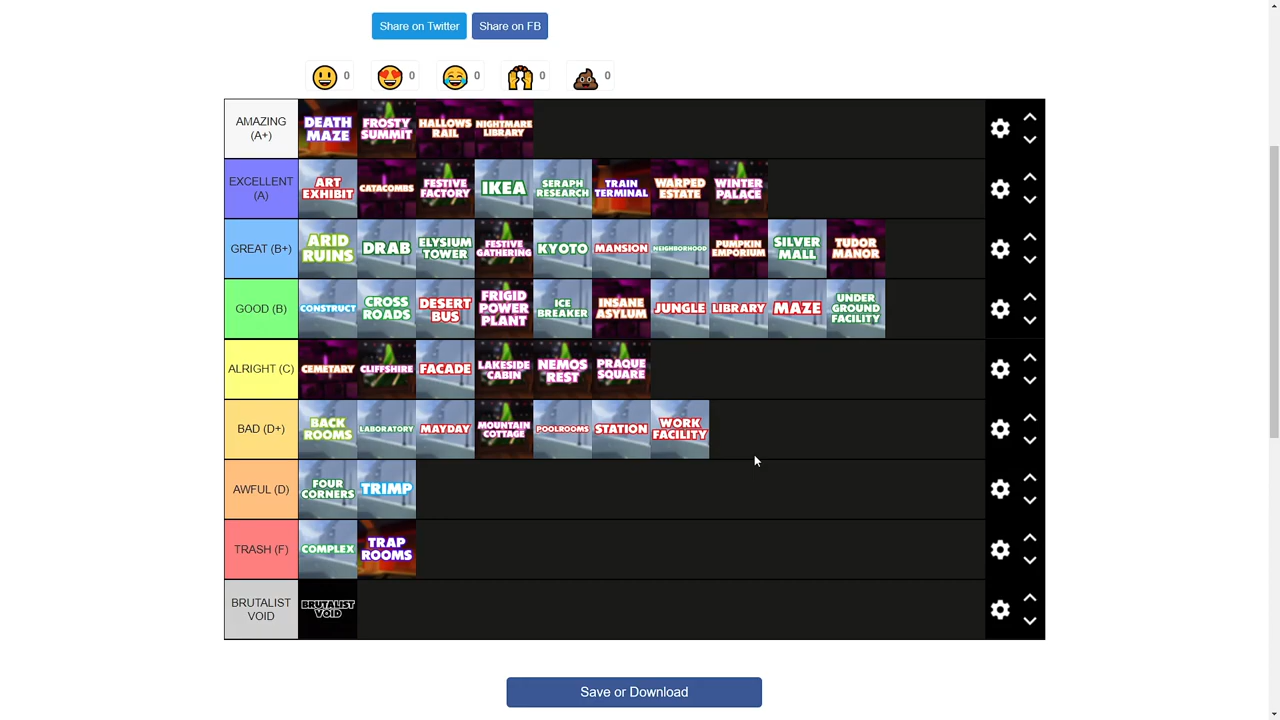 Share on Twitter
Share on FB
0
0
0
0
0
AMAZING
(A+)
DEATH
MAZE
FROSTY
SUMMIT
HALLOWS
RAIL
NIGHTMARE
LIBRARY
EXCELLENT
(A)
ART
EXHIBIT
CATACOMBS
FESTIVE
FACTORY
IKEA
SERAPH
RESEARCH
TRAIN
TERMINAL
WARPED
ESTATE
WINTER
PALACE
GREAT (B+)
ARID
RUINS
DRAB
ELYSIUM
TOWER
FESTIVE
GATHERING
KYOTO
MANSION
NEIGHBORHOOD
PUMPKIN
EMPORIUM
SILVER
MALL
TUDOR
MANOR
GOOD (B)
CONSTRUCT
CROSS
ROADS
DESERT
BUS
FRIGID
POWER
PLANT
ICE
BREAKER
INSANE
ASYLUM
JUNGLE
LIBRARY
MAZE
UNDER
GROUND
FACILITY
ALRIGHT (C)
CEMETARY
CLIFFSHIRE
FACADE
LAKESIDE
CABIN
NEMOS
REST
PRAQUE
SQUARE
BAD (D+)
BACK
ROOMS
LABORATORY
MAYDAY
MOUNTAIN
COTTAGE
POOLROOMS
STATION
WORK
FACILITY
AWFUL (D)
FOUR
CORNERS
TRIMP
TRASH (F)
COMPLEX
TRAP
ROOMS
BRUTALIST
VOID
BRUTALIST
VOID
Save or Download